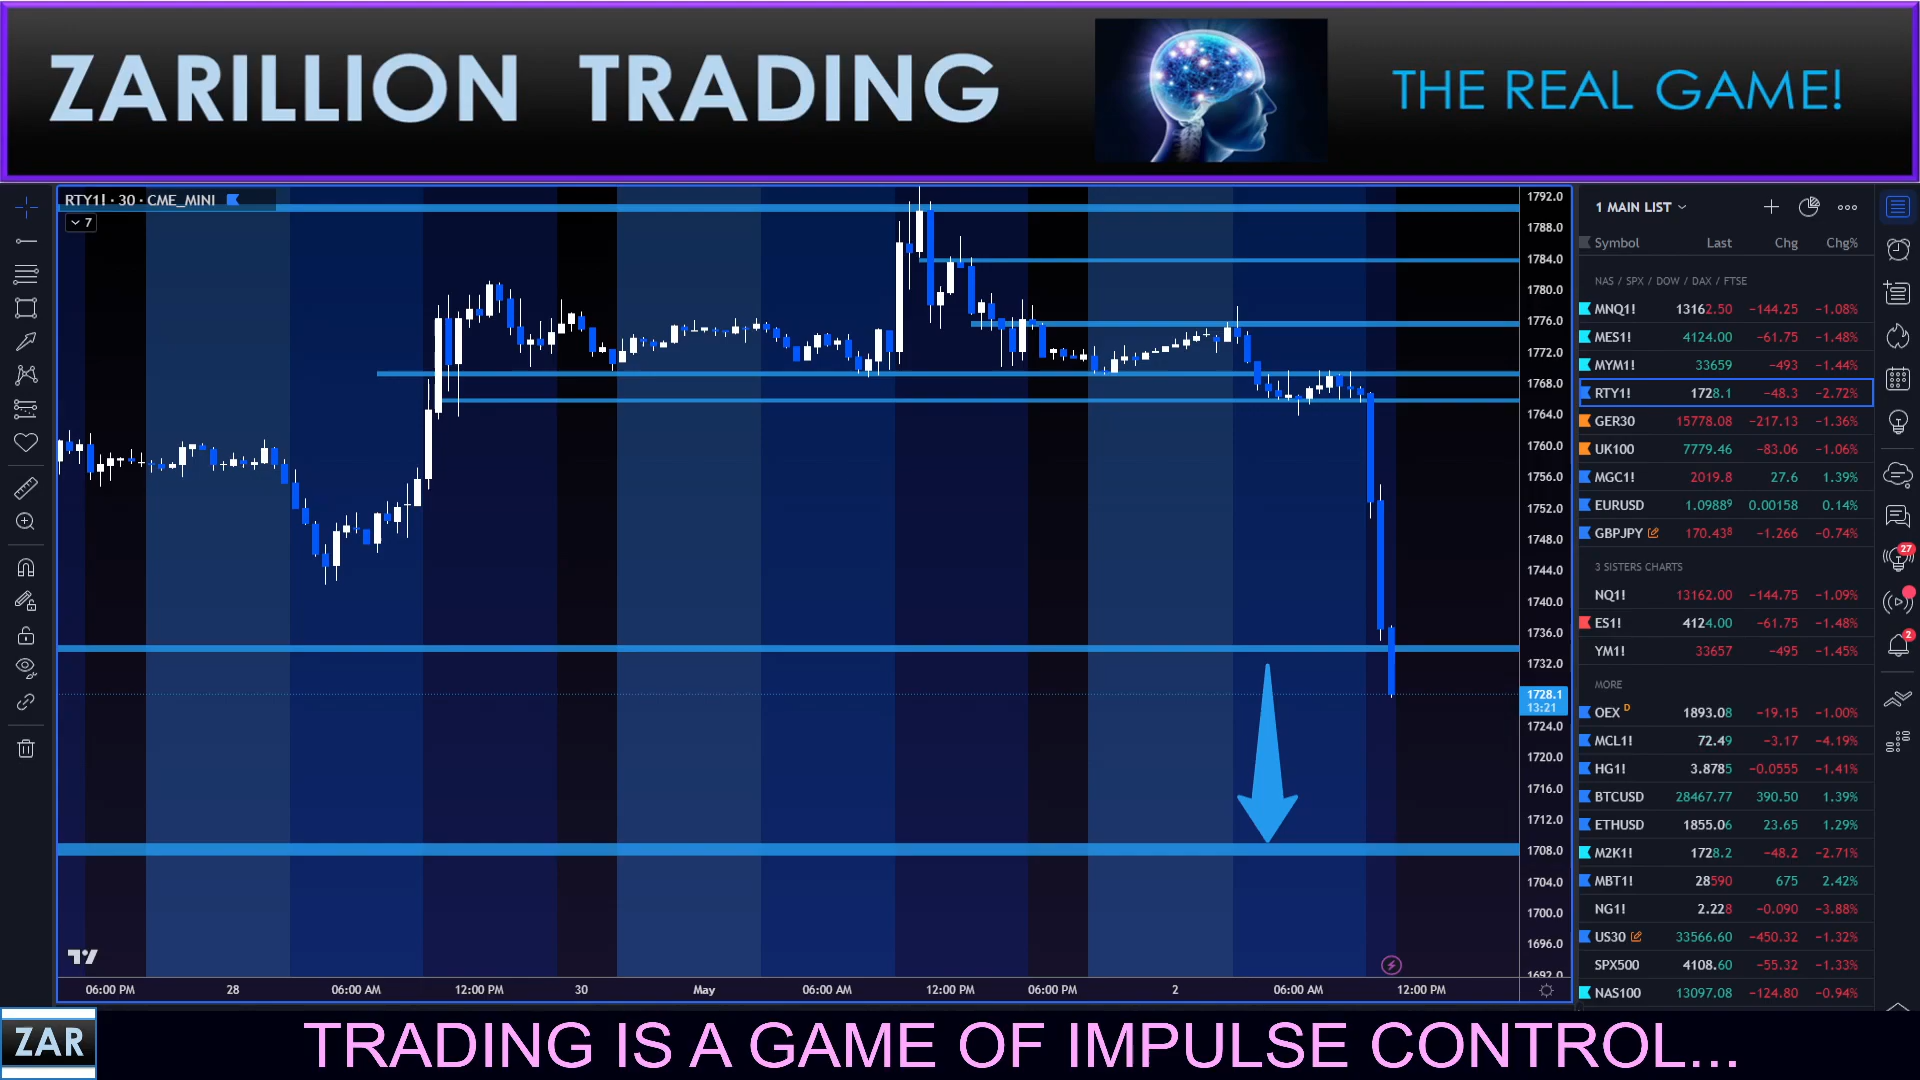 ZARILLION TRADING
THE REAL GAME!
RTY1! · 30 · CME_MINI
7
1792.0
1788.0
1784.0
1780.0
1776.0
1772.0
1768.0
1764.0
1760.0
1756.0
1752.0
1748.0
1744.0
1740.0
1736.0
1732.0
1728.1
13:21
1724.0
1720.0
1716.0
1712.0
1708.0
1704.0
1700.0
1696.0
1692.0
06:00 PM 28 06:00 AM 12:00 PM 30 May 06:00 AM 12:00 PM 06:00 PM 2 06:00 AM 12:00 PM
1 MAIN LIST
Symbol Last Chg Chg%
NAS / SPX / DOW / DAX / FTSE
MNQ1! 13162.50 −144.25 −1.08%
MES1! 4124.00 −61.75 −1.48%
MYM1! 33659 −493 −1.44%
RTY1! 1728.1 −48.3 −2.72%
GER30 15778.08 −217.13 −1.36%
UK100 7779.46 −83.06 −1.06%
MGC1! 2019.8 27.6 1.39%
EURUSD 1.09889 0.00158 0.14%
GBPJPY 170.438 −1.266 −0.74%
3 SISTERS CHARTS
NQ1! 13162.00 −144.75 −1.09%
ES1! 4124.00 −61.75 −1.48%
YM1! 33657 −495 −1.45%
MORE
OEX D 1893.08 −19.15 −1.00%
MCL1! 72.49 −3.17 −4.19%
HG1! 3.8785 −0.0555 −1.41%
BTCUSD 28467.77 390.50 1.39%
ETHUSD 1855.06 23.65 1.29%
M2K1! 1728.2 −48.2 −2.71%
MBT1! 28590 675 2.42%
NG1! 2.228 −0.090 −3.88%
US30 33566.60 −450.32 −1.32%
SPX500 4108.60 −55.32 −1.33%
NAS100 13097.08 −124.80 −0.94%
27
2
ZAR
TRADING IS A GAME OF IMPULSE CONTROL...